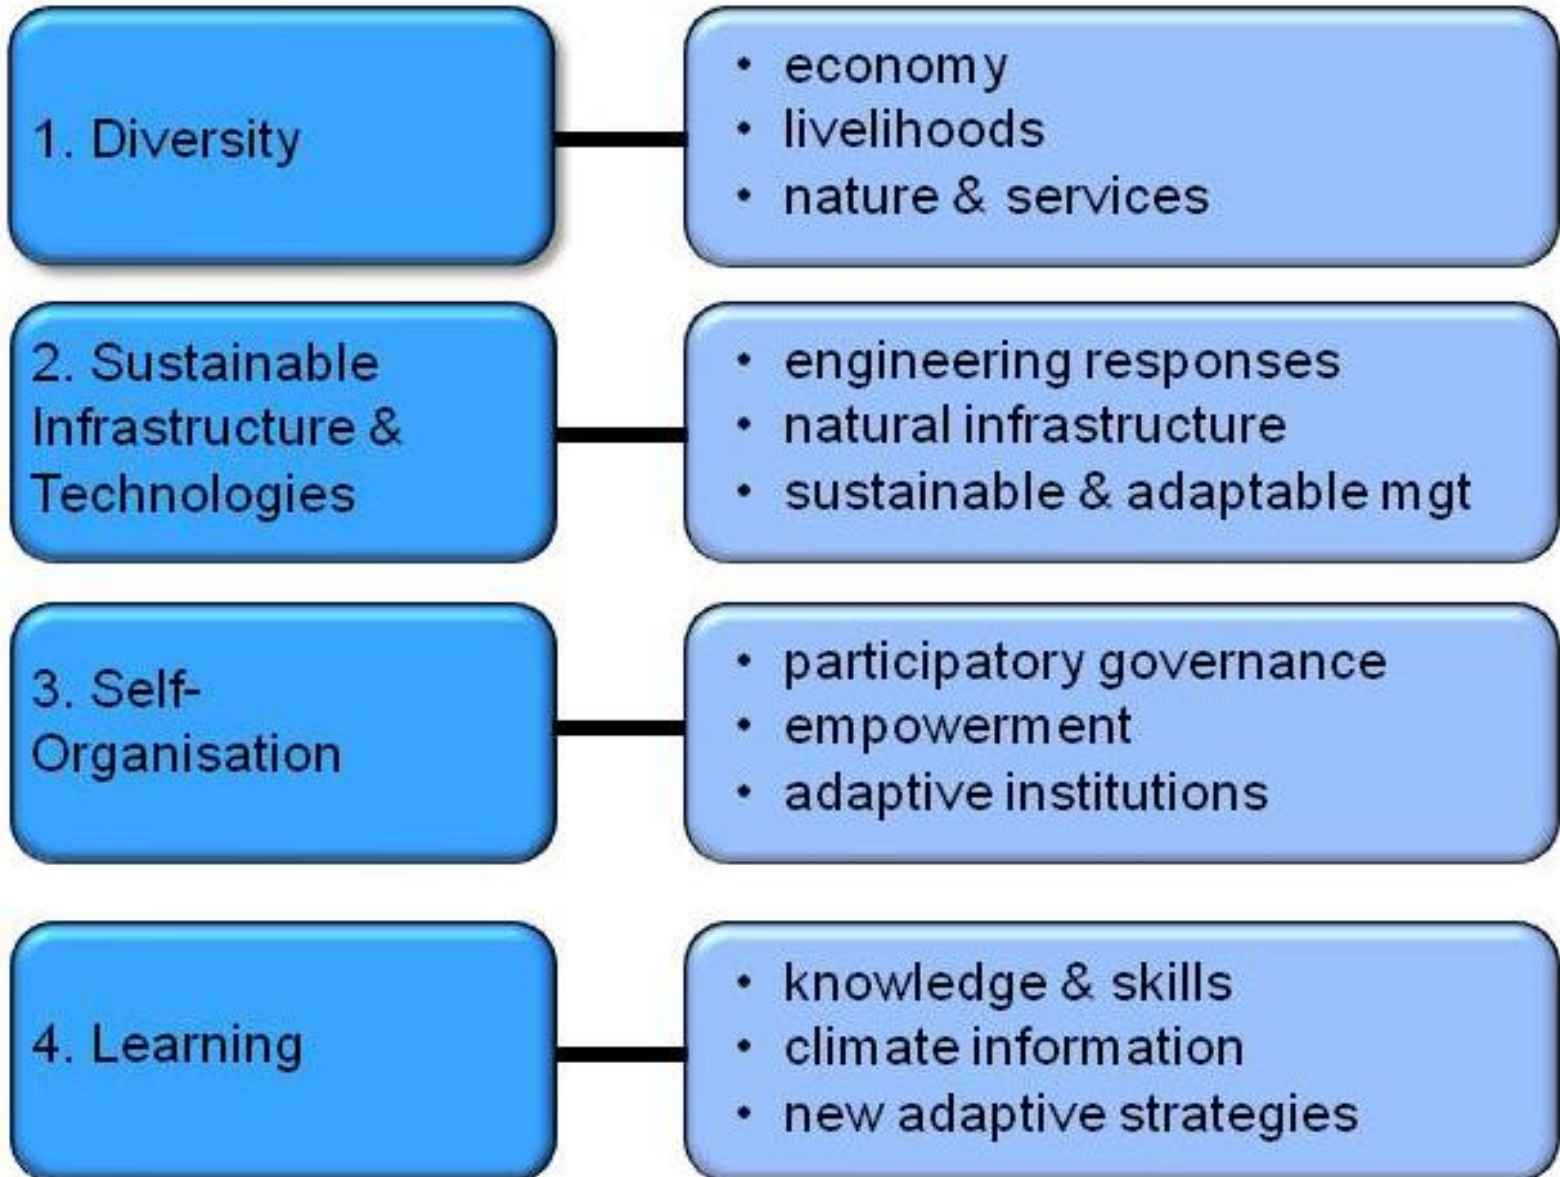 1. Diversity
• economy
• livelihoods
• nature & services
2. Sustainable
Infrastructure &
Technologies
• engineering responses
• natural infrastructure
• sustainable & adaptable mgt
3. Self-
Organisation
• participatory governance
• empowerment
• adaptive institutions
4. Learning
• knowledge & skills
• climate information
• new adaptive strategies